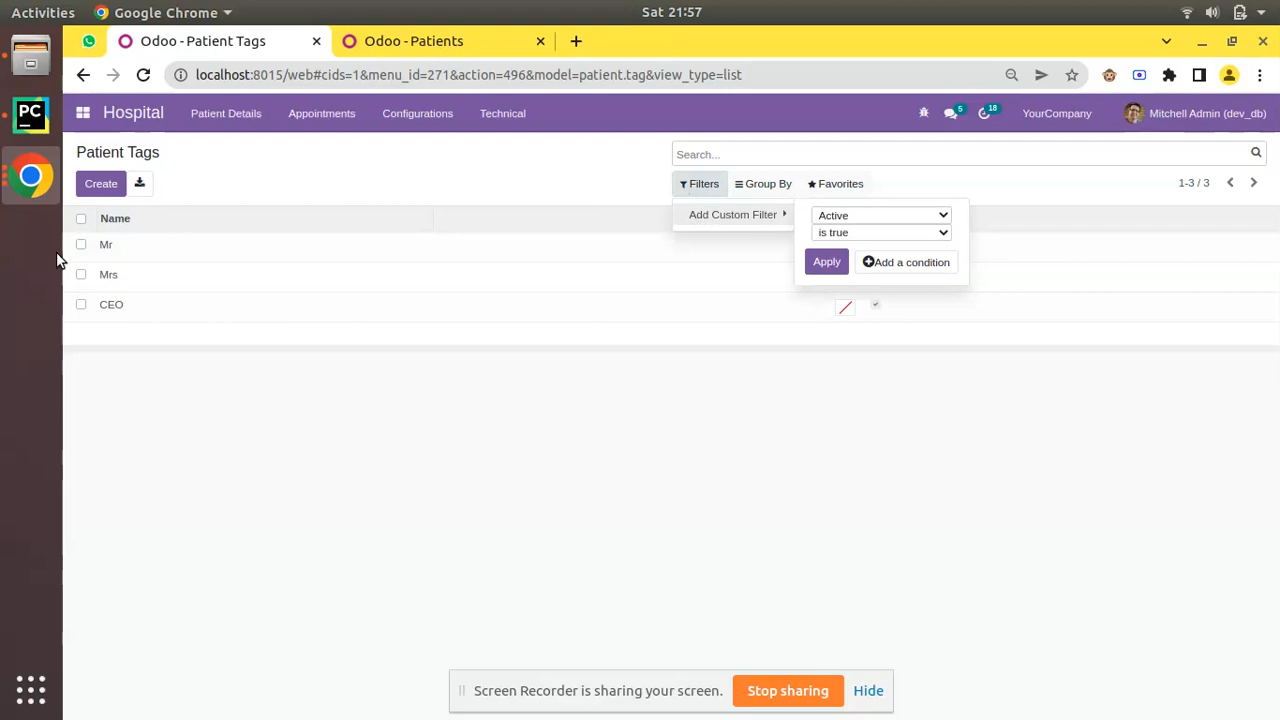 Activities
Google Chrome
Sat 21:57
Odoo - Patient Tags
Odoo - Patients
localhost:8015/web#cids=1&menu_id=271&action=496&model=patient.tag&view_type=list
PC
Hospital
Patient Details
Appointments
Configurations
Technical
5
18
YourCompany
Mitchell Admin (dev_db)
Patient Tags
Search...
Create
Filters
Group By
Favorites
1-3 / 3
Add Custom Filter
Active
is true
Apply
Add a condition
Name
Mr
Mrs
CEO
Screen Recorder is sharing your screen.
Stop sharing
Hide